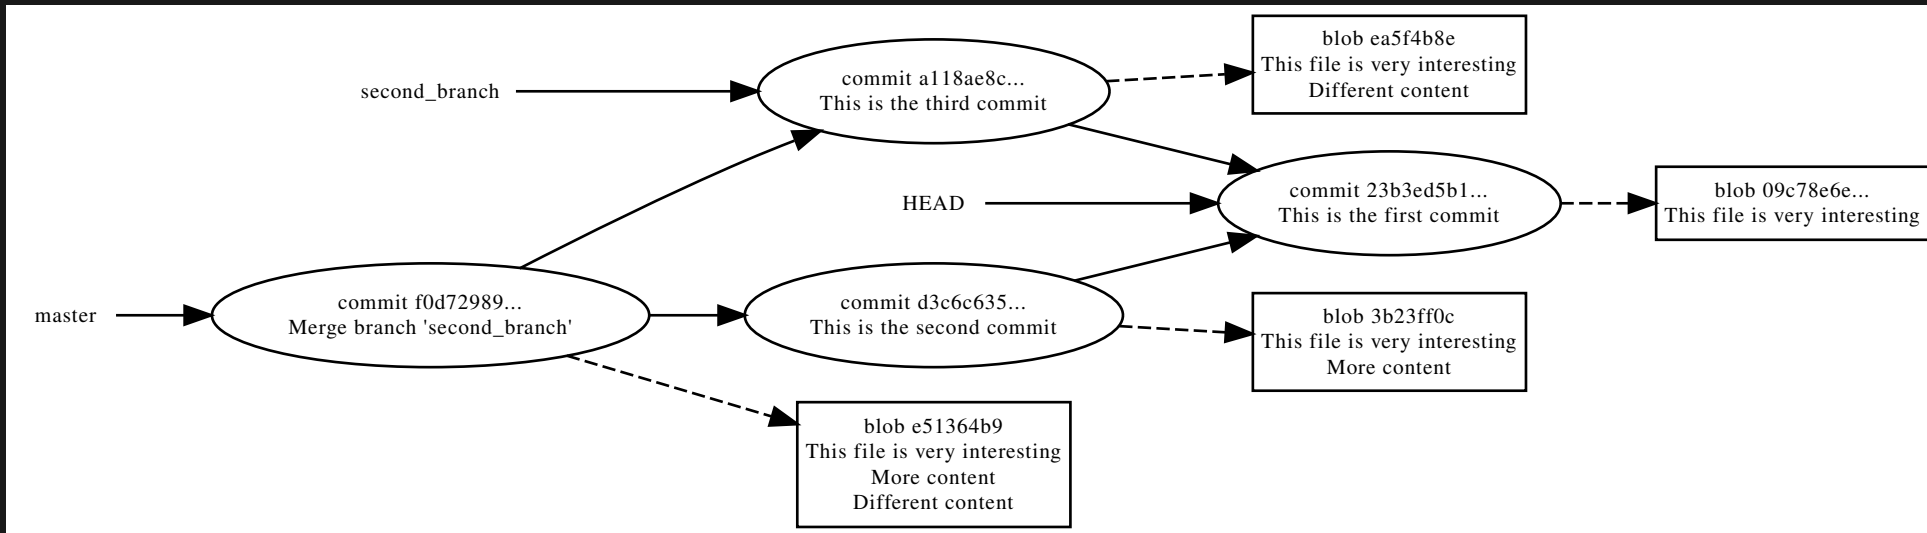 blob ea5f4b8e
This file is very interesting
Different content
second_branch
commit a118ae8c...
This is the third commit
HEAD
commit 23b3ed5b1...
This is the first commit
blob 09c78e6e...
This file is very interesting
master
commit f0d72989...
Merge branch 'second_branch'
commit d3c6c635...
This is the second commit
blob 3b23ff0c
This file is very interesting
More content
blob e51364b9
This file is very interesting
More content
Different content